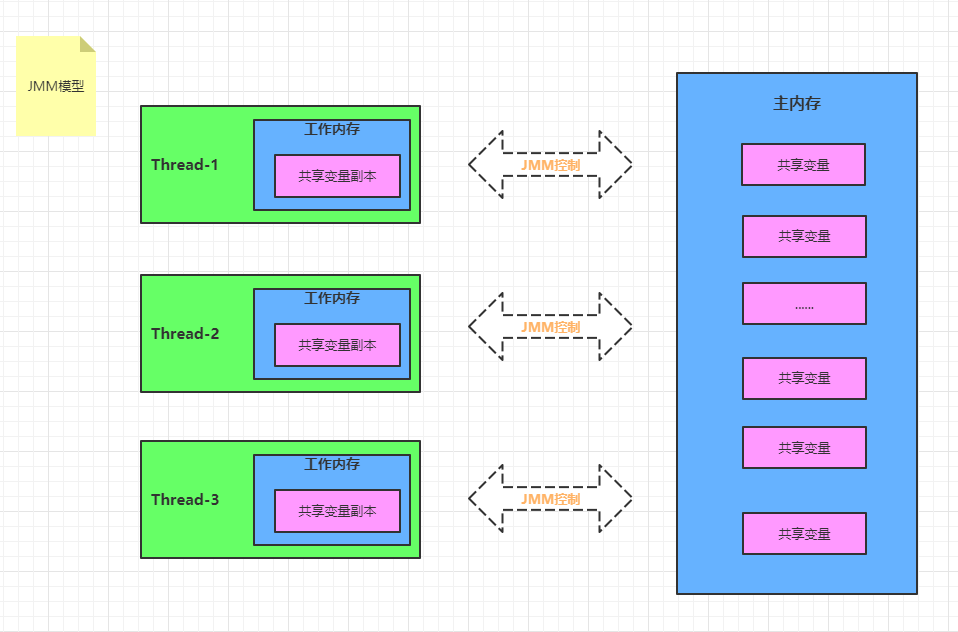 JMM模型
Thread-1
工作内存
共享变量副本
JMM控制
Thread-2
工作内存
共享变量副本
JMM控制
Thread-3
工作内存
共享变量副本
JMM控制
主内存
共享变量
共享变量
......
共享变量
共享变量
共享变量